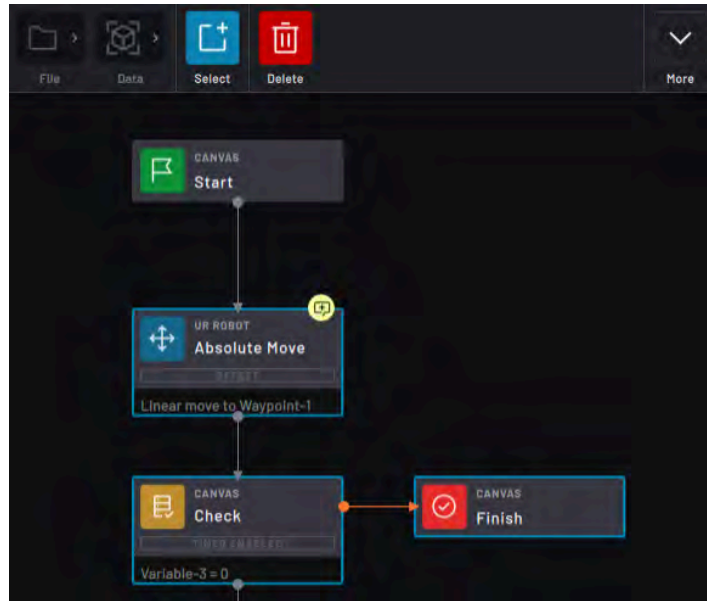 File
Data
Select
Delete
More
CANVAS
Start
UR ROBOT
Absolute Move
OFFSET
Linear move to Waypoint-1
CANVAS
Check
TIMER ENABLED
Variable-3 = 0
CANVAS
Finish